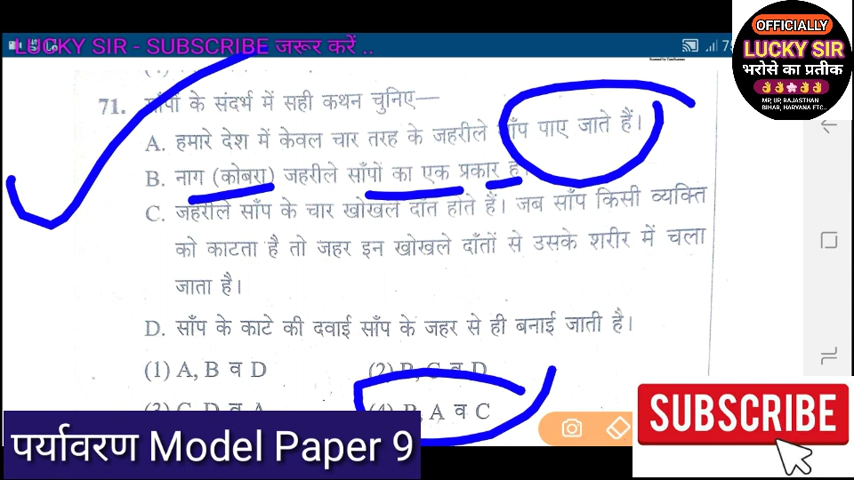 LUCKY SIR - SUBSCRIBE जरूर करें ..
OFFICIALLY
LUCKY SIR
भरोसे का प्रतीक
MP, UP, RAJASTHAN
BIHAR, HARYANA ETC..
71. साँपों के संदर्भ में सही कथन चुनिए—
A. हमारे देश में केवल चार तरह के जहरीले साँप पाए जाते हैं।
B. नाग (कोबरा) जहरीले साँपों का एक प्रकार है।
C. जहरीले साँप के चार खोखले दाँत होते हैं। जब साँप किसी व्यक्ति
को काटता है तो जहर इन खोखले दाँतों से उसके शरीर में चला
जाता है।
D. साँप के काटे की दवाई साँप के जहर से ही बनाई जाती है।
(1) A, B व D
(2) B, C व D
(3) C, D व A
(4) B, A व C
पर्यावरण Model Paper 9
SUBSCRIBE